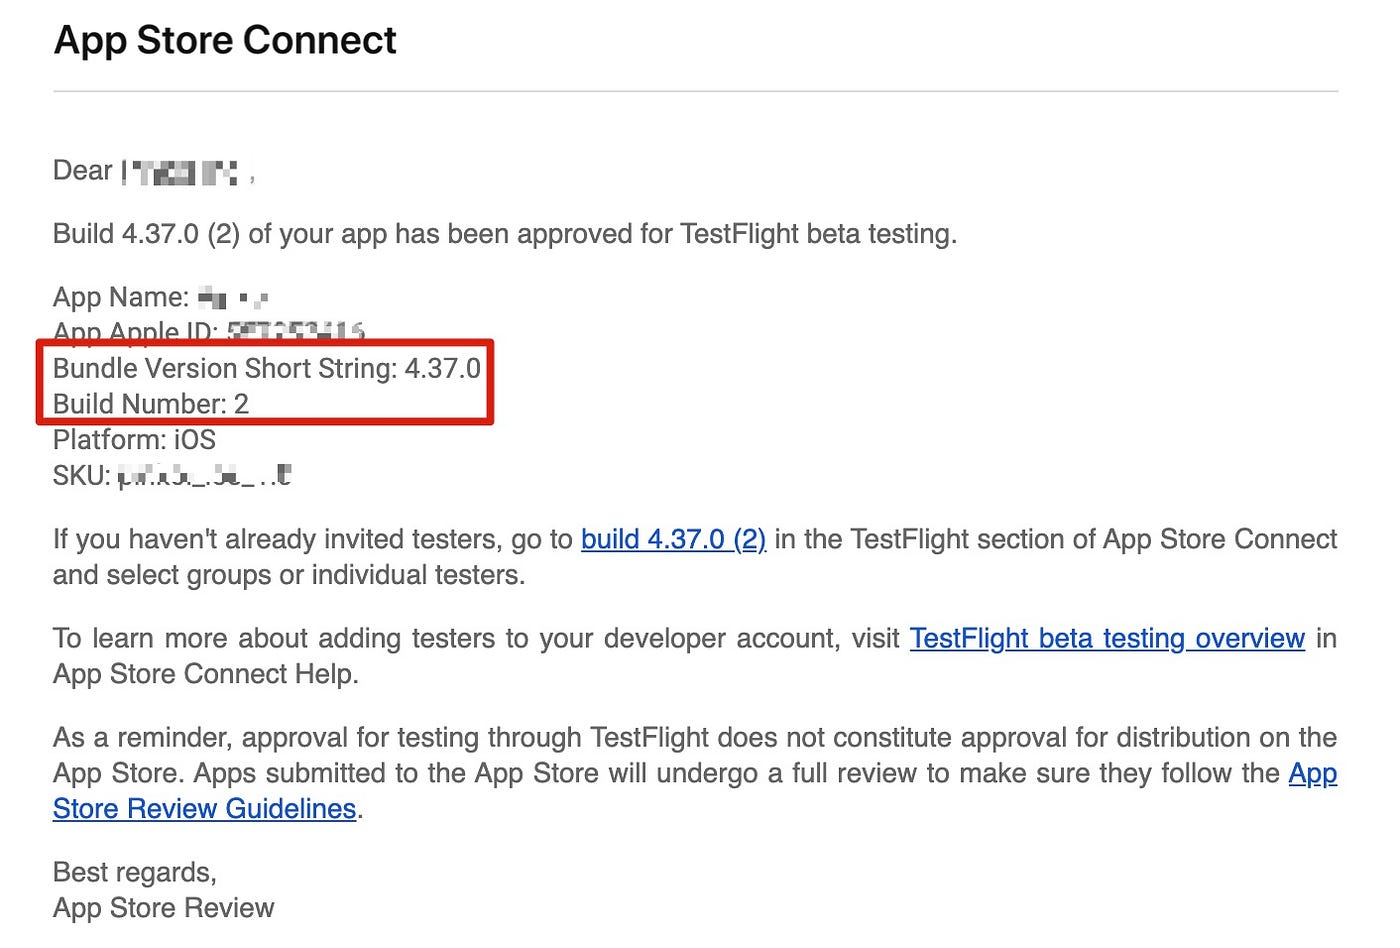 App Store Connect
Dear
Build 4.37.0 (2) of your app has been approved for TestFlight beta testing.
App Name:
App Apple ID:
Bundle Version Short String: 4.37.0
Build Number: 2
Platform: iOS
SKU:
If you haven't already invited testers, go to build 4.37.0 (2) in the TestFlight section of App Store Connect
and select groups or individual testers.
To learn more about adding testers to your developer account, visit TestFlight beta testing overview in
App Store Connect Help.
As a reminder, approval for testing through TestFlight does not constitute approval for distribution on the
App Store. Apps submitted to the App Store will undergo a full review to make sure they follow the App
Store Review Guidelines.
Best regards,
App Store Review